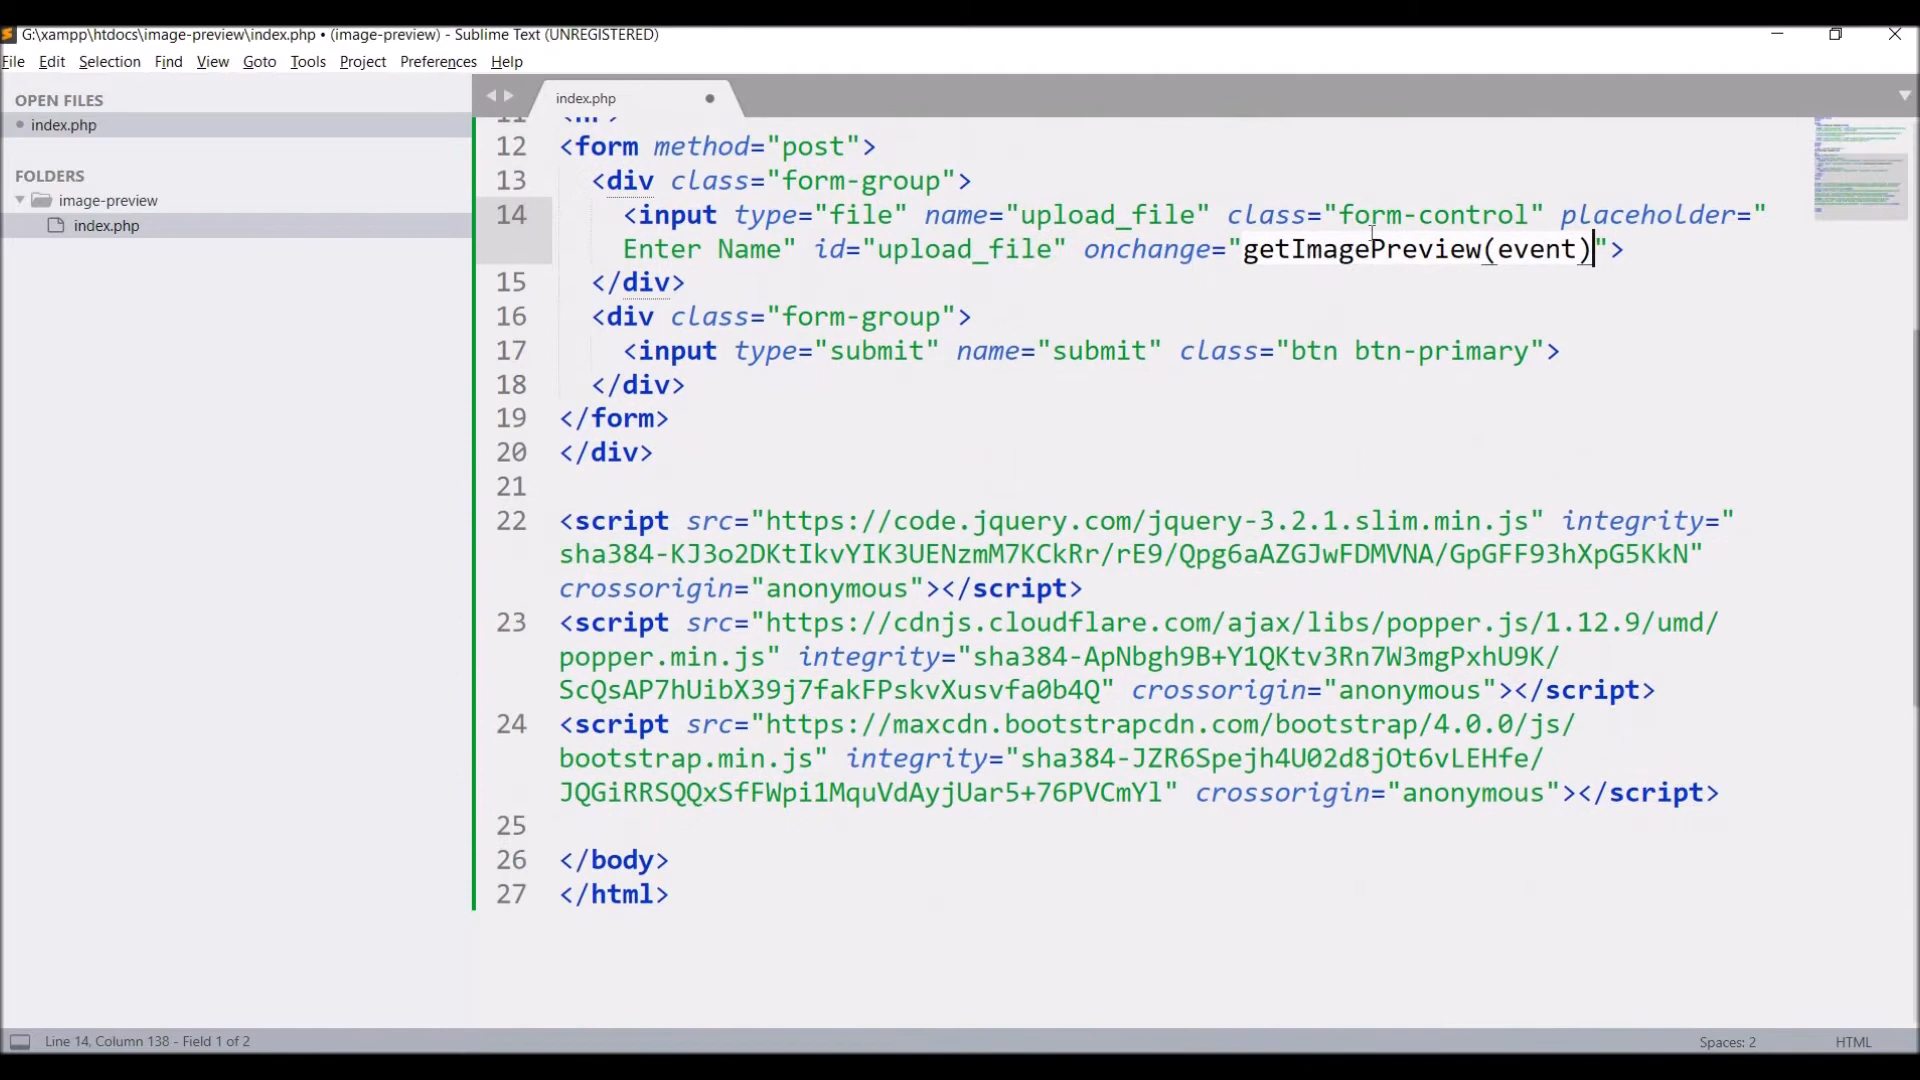 G:\xampp\htdocs\image-preview\index.php • (image-preview) - Sublime Text (UNREGISTERED)
File Edit Selection Find View Goto Tools Project Preferences Help
OPEN FILES
index.php
FOLDERS
image-preview
index.php
index.php
12 <form method="post">
13 <div class="form-group">
14 <input type="file" name="upload_file" class="form-control" placeholder="
Enter Name" id="upload_file" onchange="getImagePreview(event)">
15 </div>
16 <div class="form-group">
17 <input type="submit" name="submit" class="btn btn-primary">
18 </div>
19 </form>
20 </div>
21
22 <script src="https://code.jquery.com/jquery-3.2.1.slim.min.js" integrity="
sha384-KJ3o2DKtIkvYIK3UENzmM7KCkRr/rE9/Qpg6aAZGJwFDMVNA/GpGFF93hXpG5KkN"
crossorigin="anonymous"></script>
23 <script src="https://cdnjs.cloudflare.com/ajax/libs/popper.js/1.12.9/umd/
popper.min.js" integrity="sha384-ApNbgh9B+Y1QKtv3Rn7W3mgPxhU9K/
ScQsAP7hUibX39j7fakFPskvXusvfa0b4Q" crossorigin="anonymous"></script>
24 <script src="https://maxcdn.bootstrapcdn.com/bootstrap/4.0.0/js/
bootstrap.min.js" integrity="sha384-JZR6Spejh4U02d8jOt6vLEHfe/
JQGiRRSQQxSfFWpi1MquVdAyjUar5+76PVCmYl" crossorigin="anonymous"></script>
25
26 </body>
27 </html>
Line 14, Column 138 - Field 1 of 2
Spaces: 2
HTML